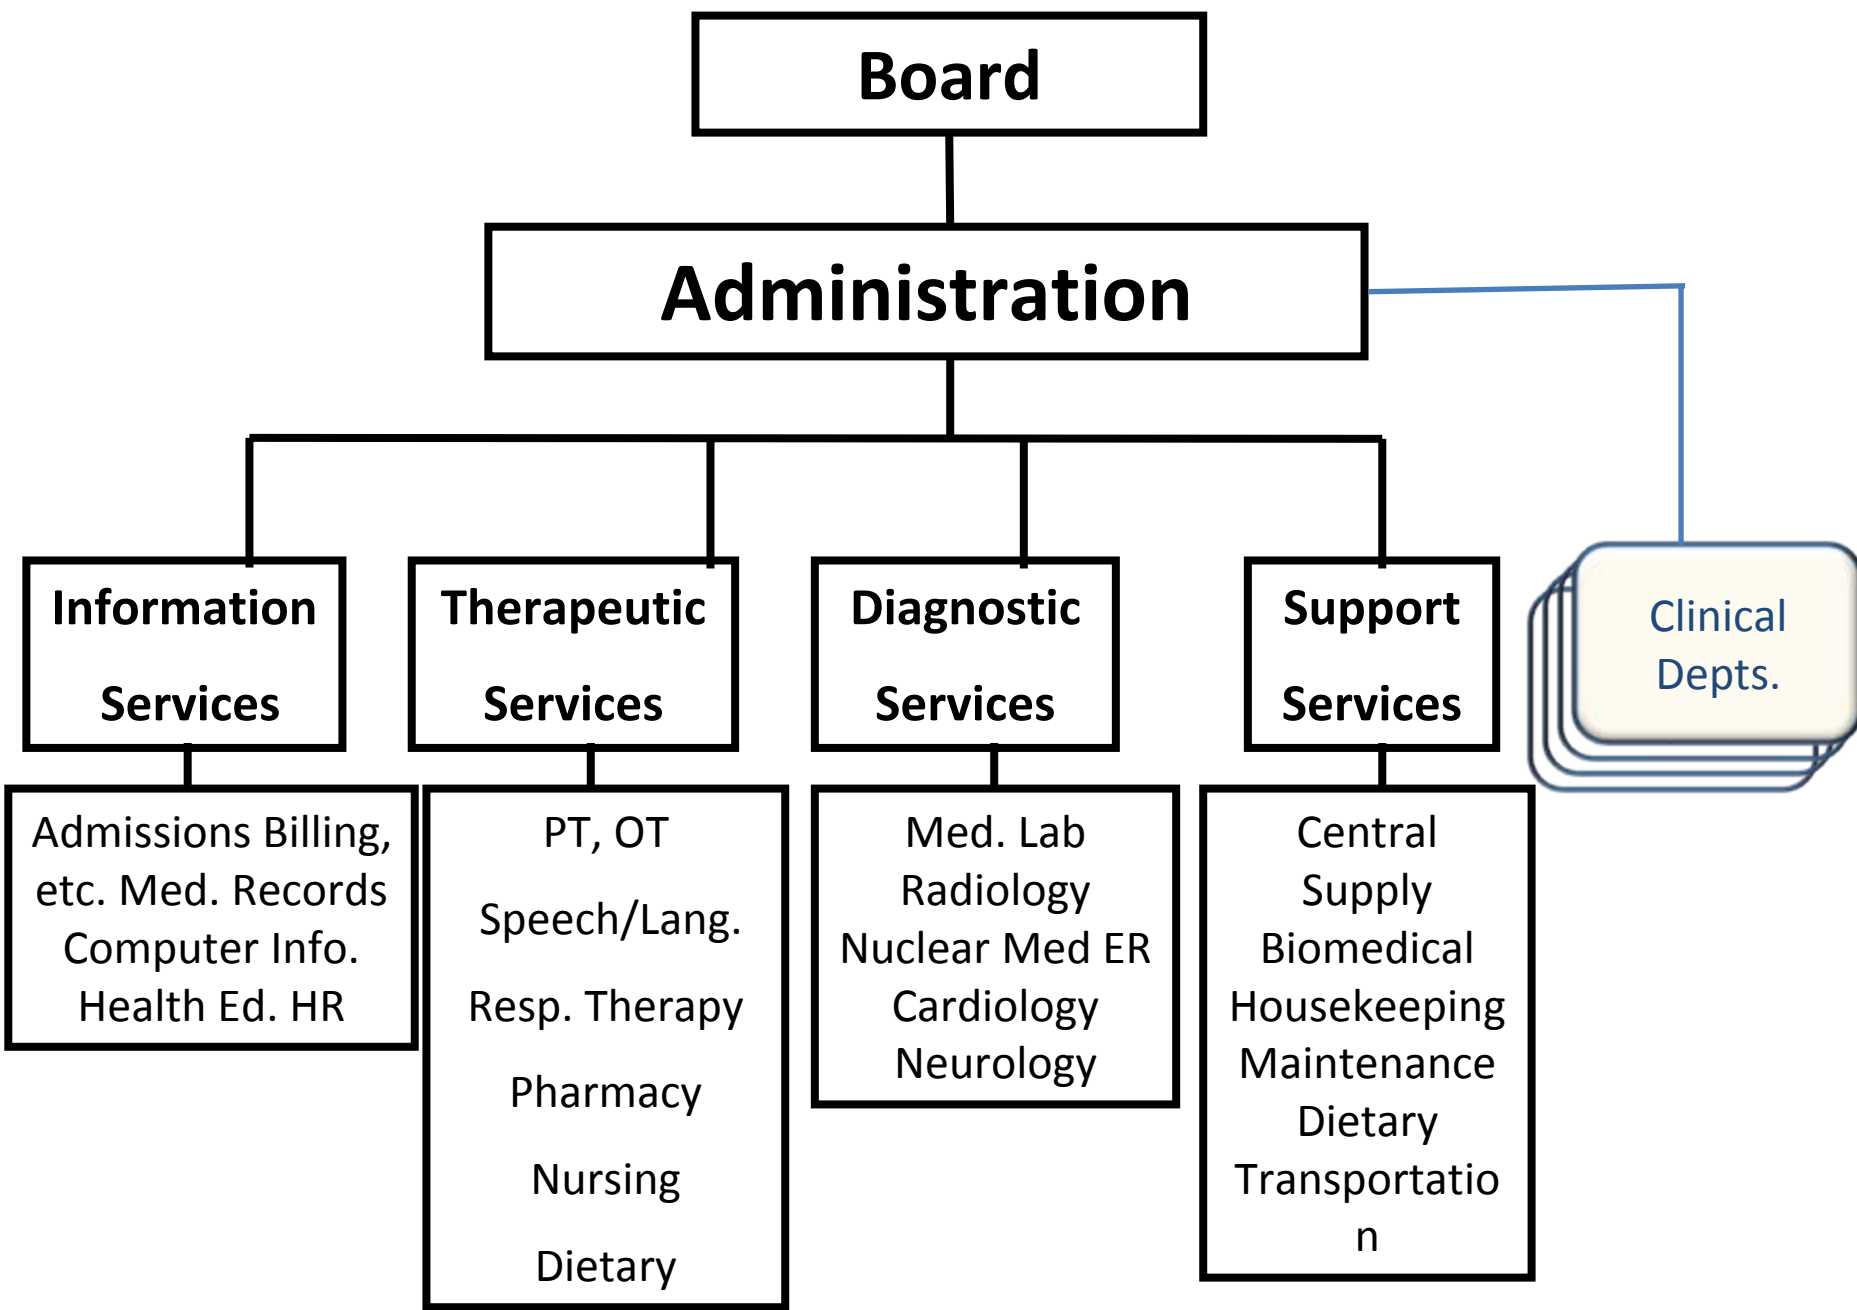 Board
Administration
Information
Services
Therapeutic
Services
Diagnostic
Services
Support
Services
Clinical
Depts.
Admissions Billing,
etc. Med. Records
Computer Info.
Health Ed. HR
PT, OT
Speech/Lang.
Resp. Therapy
Pharmacy
Nursing
Dietary
Med. Lab
Radiology
Nuclear Med ER
Cardiology
Neurology
Central
Supply
Biomedical
Housekeeping
Maintenance
Dietary
Transportatio
n